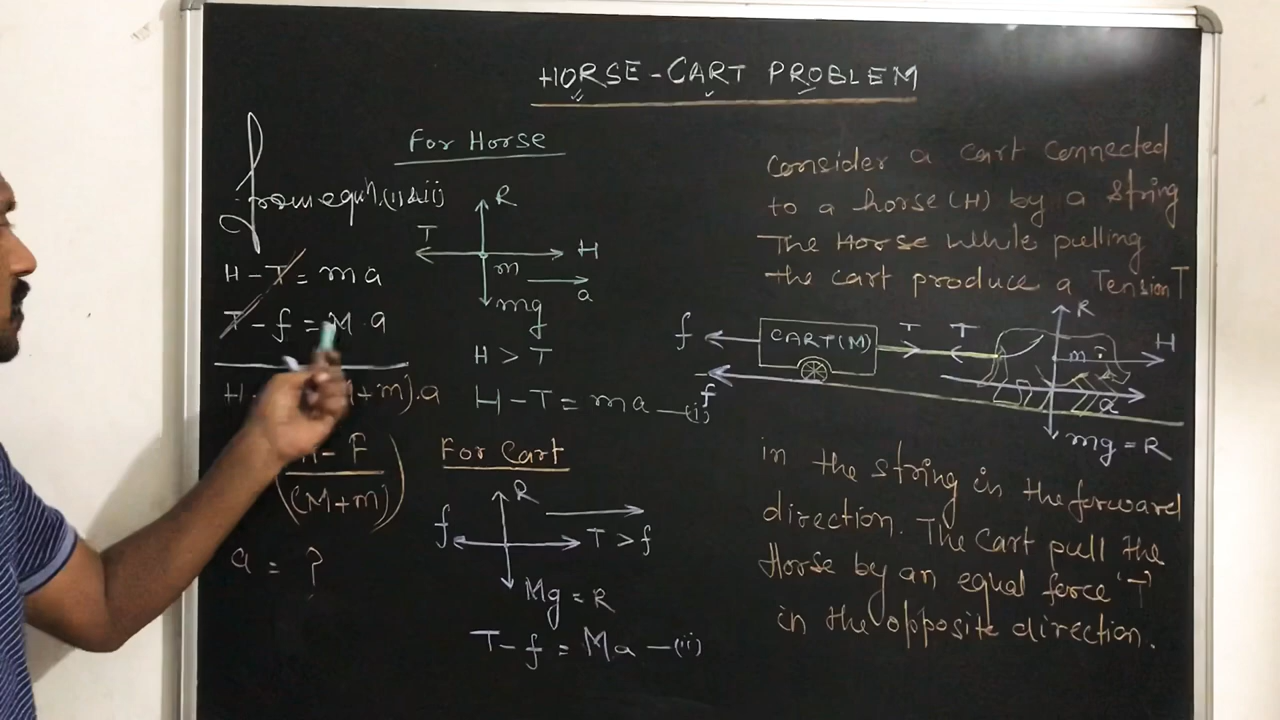 HORSE-CART PROBLEM
For Horse
from equⁿ.(i)&ii)
R
T
H
m
a
mg
H - T = ma
T - f = M.a
H > T
H - T = ma —(i)
+m).a
- F
(M+m)
a = ?
For Cart
R
f
T > f
Mg = R
T - f = Ma —(ii)
Consider a cart connected
to a horse(H) by a string
The Horse while pulling
the cart produce a Tension T
f
CART(M)
T
T
R
H
m
a
f
mg = R
in the string in the forward
direction. The Cart pull the
Horse by an equal force 'T'
in the opposite direction.